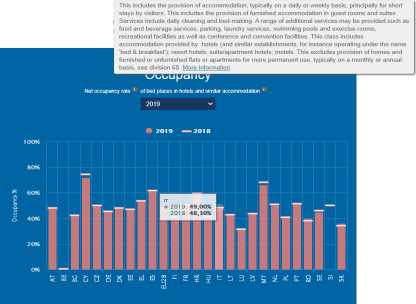 This includes the provision of accommodation, typically on a daily or weekly basis, principally for short
stays by visitors. This includes the provision of furnished accommodation in guest rooms and suites.
Services include daily cleaning and bed-making. A range of additional services may be provided such as
food and beverage services, parking, laundry services, swimming pools and exercise rooms,
recreational facilities as well as conference and convention facilities. This class includes
accommodation provided by: hotels (and similar establishments, for instance operating under the name
'bed & breakfast'); resort hotels; suite/apartment hotels; motels. This excludes provision of homes and
furnished or unfurnished flats or apartments for more permanent use, typically on a monthly or annual
basis, see division 68. More Information
Occupancy
Net occupancy rate of bed places in hotels and similar accommodation :
2019
2019 2018
100%
80%
60%
40%
20%
0%
Occupancy %
IT
2019: 49,00%
2018: 48,30%
AT BE BG CY CZ DE DK EE EL ES EU28 FI FR HR HU IT LT LU LV MT NL PL PT RO SE SI SK